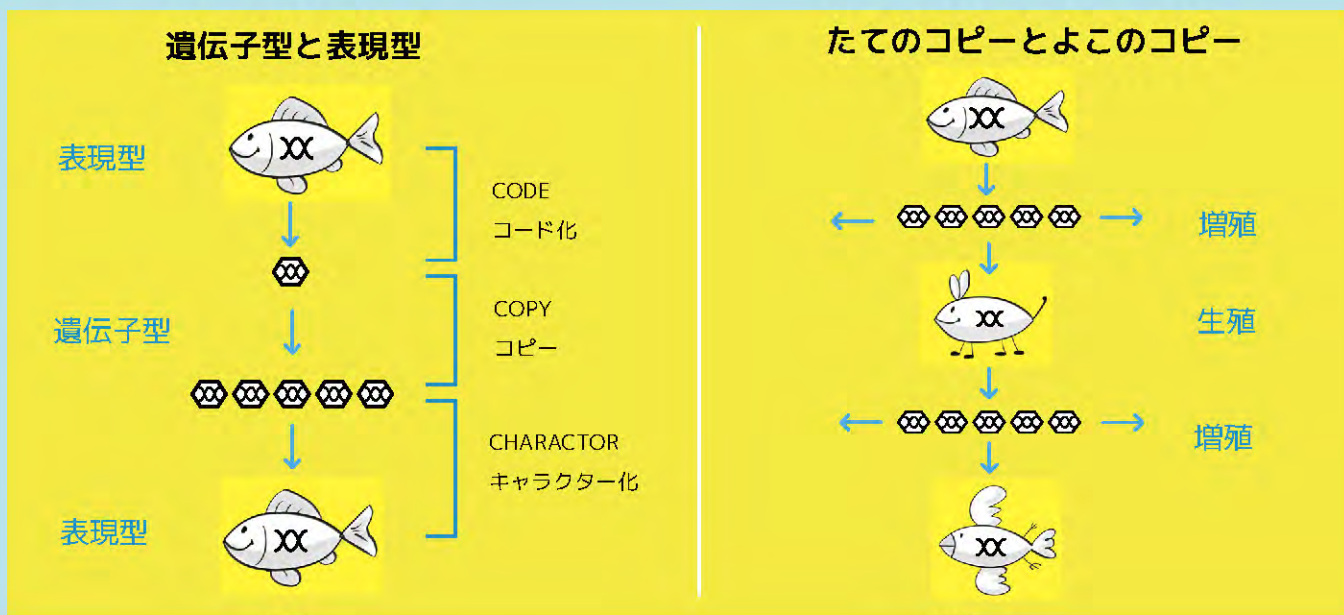 遺伝子型と表現型
表現型
CODE
コード化
遺伝子型
COPY
コピー
CHARACTOR
キャラクター化
表現型
たてのコピーとよこのコピー
増殖
生殖
増殖